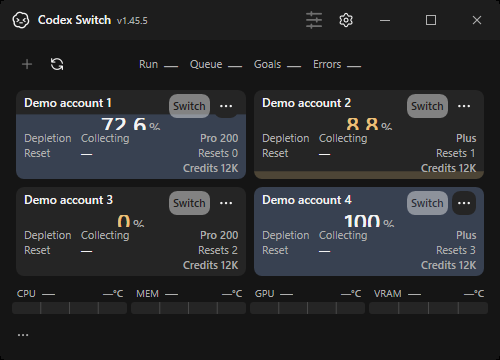 Codex Switch v1.45.5
Run — Queue — Goals — Errors —
Demo account 1 Switch ...
72.6 %
Depletion Collecting Pro 200
Reset — Resets 0
Credits 12K
Demo account 2 Switch ...
8.8 %
Depletion Collecting Plus
Reset — Resets 1
Credits 12K
Demo account 3 Switch ...
0 %
Depletion Collecting Pro 200
Reset — Resets 2
Credits 12K
Demo account 4 Switch ...
100 %
Depletion Collecting Plus
Reset — Resets 3
Credits 12K
CPU — —°C MEM — —°C GPU — —°C VRAM — —°C
...